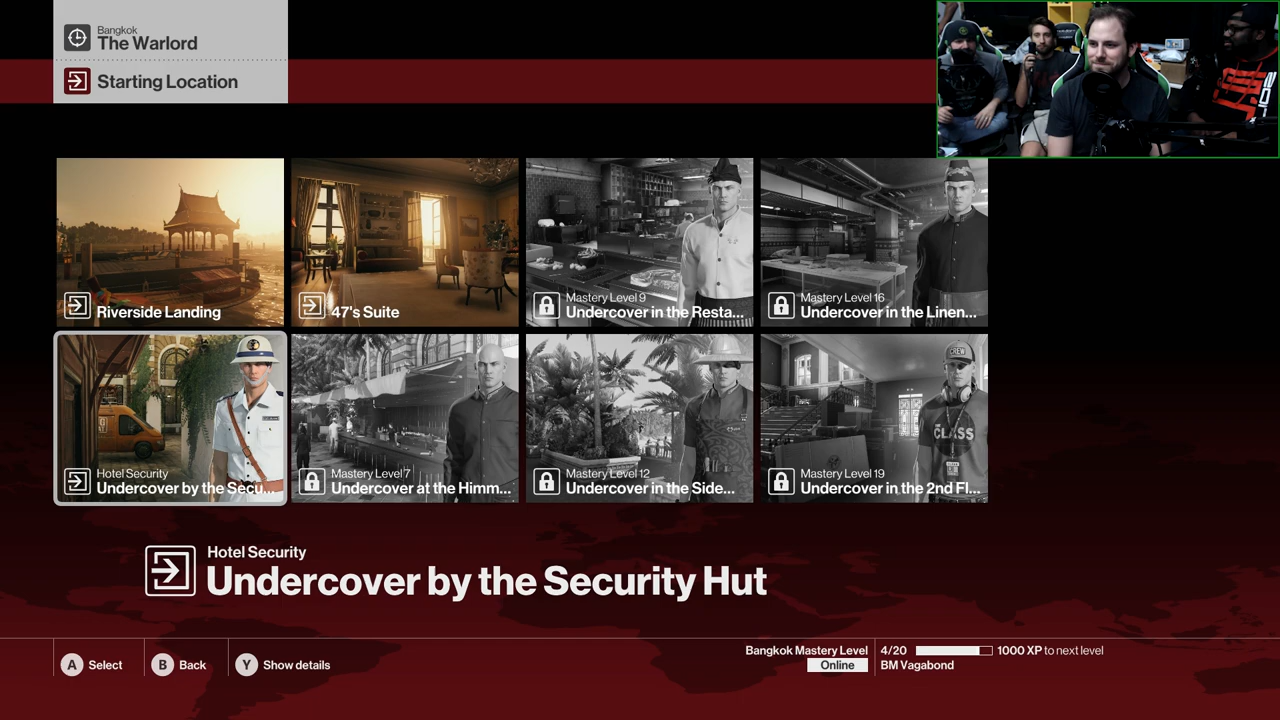 Bangkok
The Warlord
Starting Location
Riverside Landing
47's Suite
Mastery Level 9
Undercover in the Resta...
Mastery Level 16
Undercover in the Linen...
Hotel Security
Undercover by the Secu...
Mastery Level 7
Undercover at the Himm...
Mastery Level 12
Undercover in the Side...
CREW
CLASS
Mastery Level 19
Undercover in the 2nd Fl...
Hotel Security
Undercover by the Security Hut
A Select
B Back
Y Show details
Bangkok Mastery Level 4/20 1000 XP to next level
Online BM Vagabond